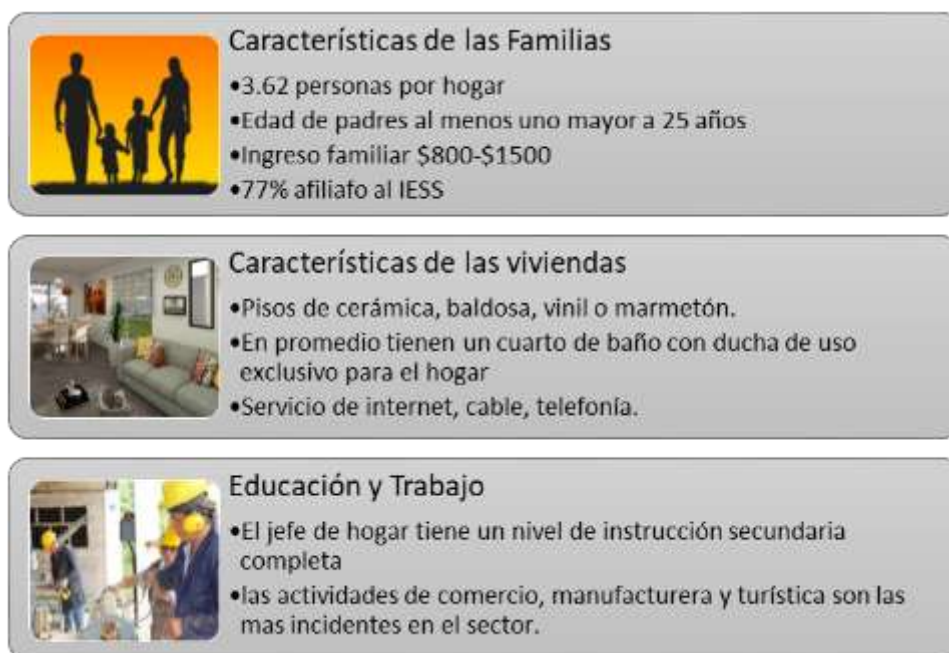 Características de las Familias
•3.62 personas por hogar
•Edad de padres al menos uno mayor a 25 años
•Ingreso familiar $800-$1500
•77% afiliafo al IESS
Características de las viviendas
•Pisos de cerámica, baldosa, vinil o marmetón.
•En promedio tienen un cuarto de baño con ducha de uso
exclusivo para el hogar
•Servicio de internet, cable, telefonía.
Educación y Trabajo
•El jefe de hogar tiene un nivel de instrucción secundaria
completa
•las actividades de comercio, manufacturera y turística son las
mas incidentes en el sector.